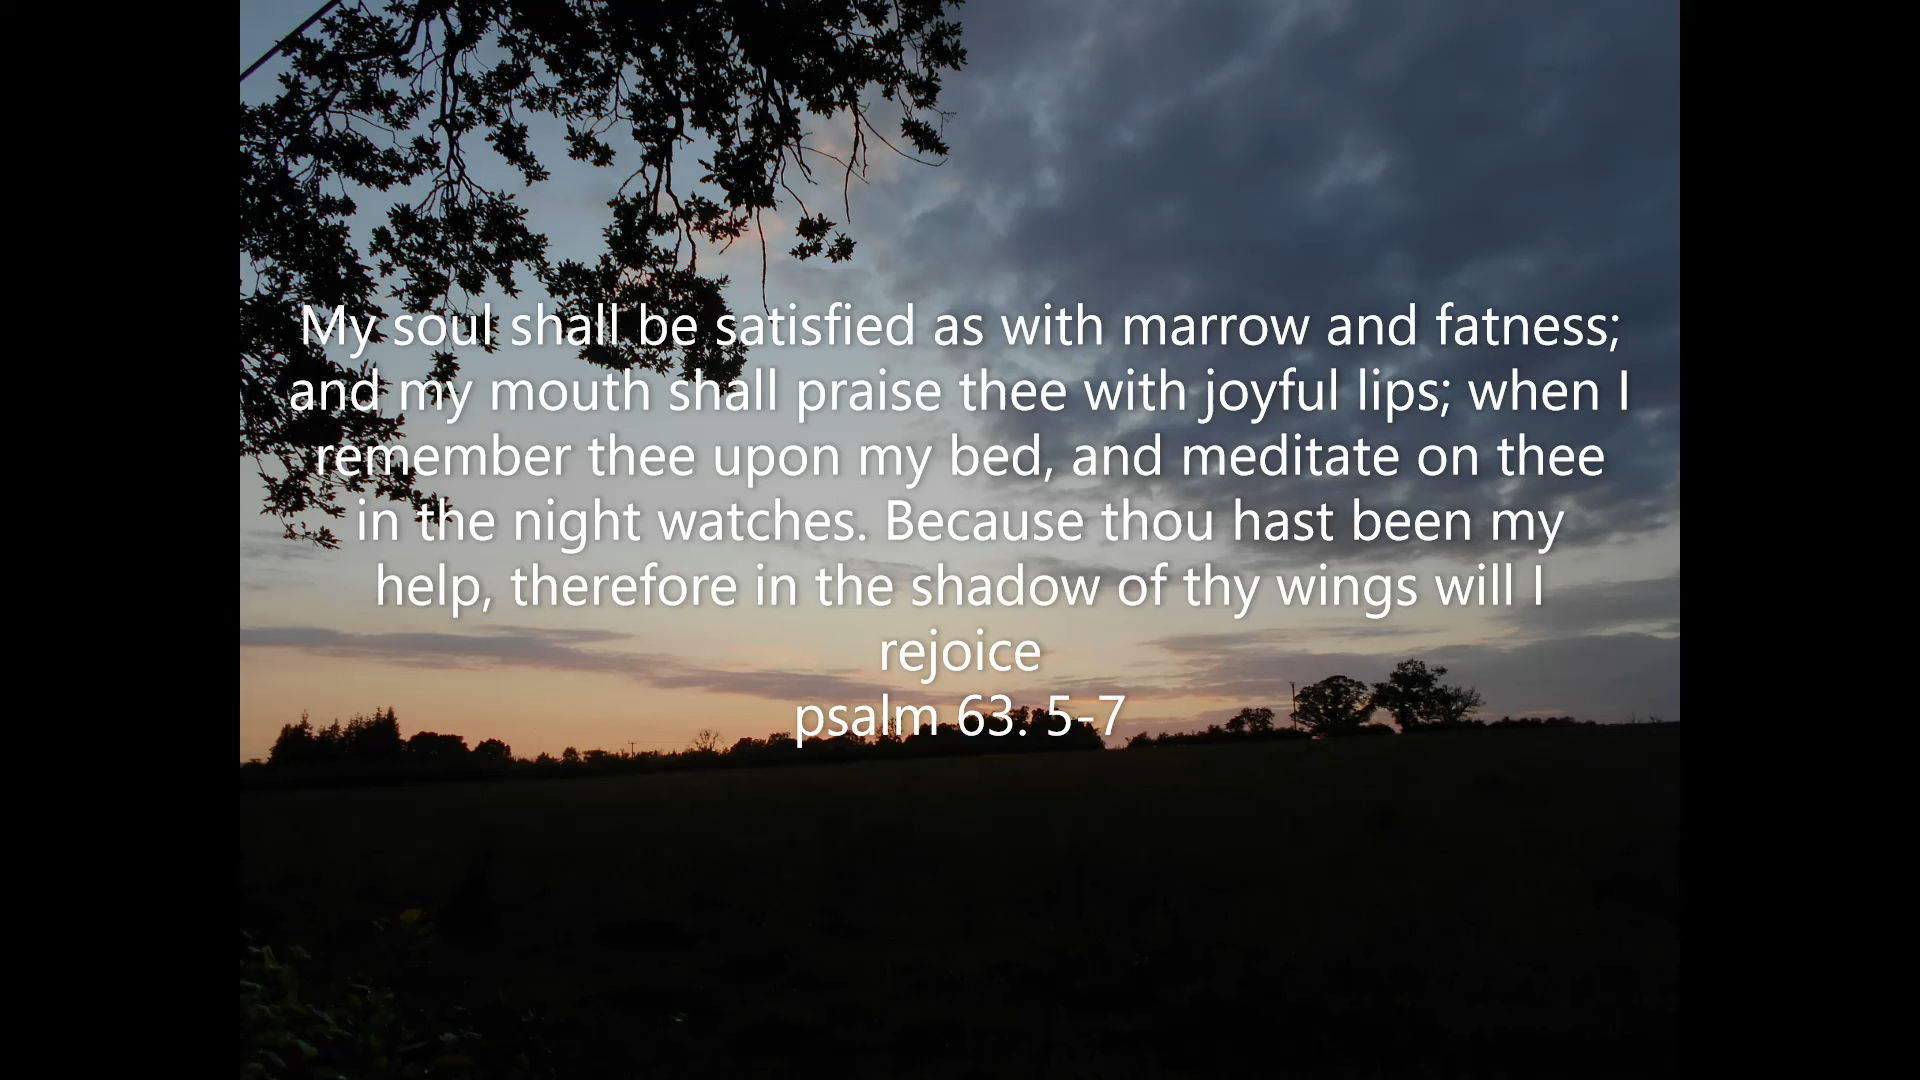 My soul shall be satisfied as with marrow and fatness;
and my mouth shall praise thee with joyful lips; when I
remember thee upon my bed, and meditate on thee
in the night watches. Because thou hast been my
help, therefore in the shadow of thy wings will I
rejoice
psalm 63. 5-7